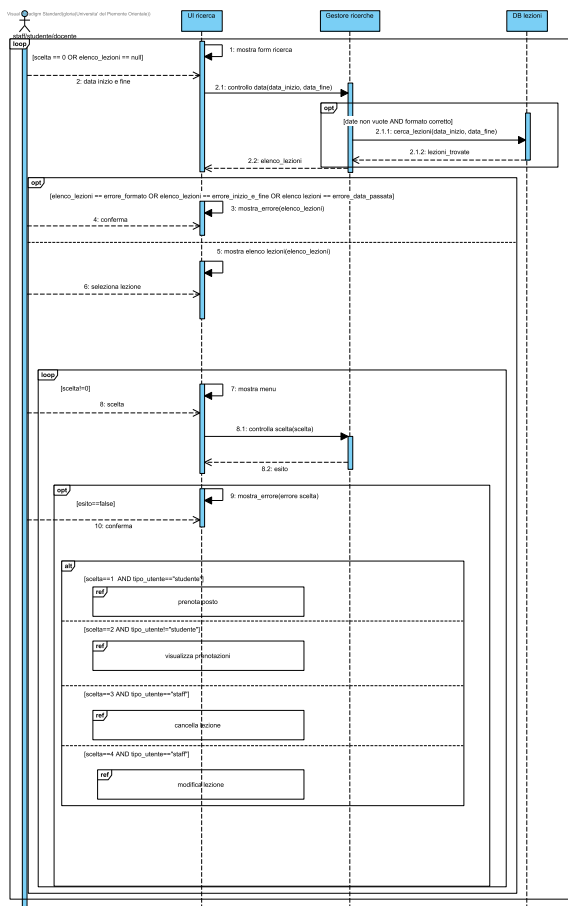 Visual Paradigm Standard(giona(Universita' del Piemonte Orientale))
UI ricerca
Gestore ricerche
DB lezioni
staff/studente/docente
loop
[scelta == 0 OR elenco_lezioni == null]
1: mostra form ricerca
2: data inizio e fine
2.1: controllo data(data_inizio, data_fine)
opt
[date non vuote AND formato corretto]
2.1.1: cerca_lezioni(data_inizio, data_fine)
2.1.2: lezioni_trovate
2.2: elenco_lezioni
opt
[elenco_lezioni == errore_formato OR elenco_lezioni == errore_inizio_e_fine OR elenco lezioni == errore_data_passata]
3: mostra_errore(elenco_lezioni)
4: conferma
5: mostra elenco lezioni(elenco_lezioni)
6: seleziona lezione
loop
[scelta!=0]
7: mostra menu
8: scelta
8.1: controlla scelta(scelta)
8.2: esito
opt
[esito==false]
9: mostra_errore(errore scelta)
10: conferma
alt
[scelta==1 AND tipo_utente=="studente"]
ref
prenota posto
[scelta==2 AND tipo_utente!="studente"]
ref
visualizza prenotazioni
[scelta==3 AND tipo_utente=="staff"]
ref
cancella lezione
[scelta==4 AND tipo_utente=="staff"]
ref
modifica lezione